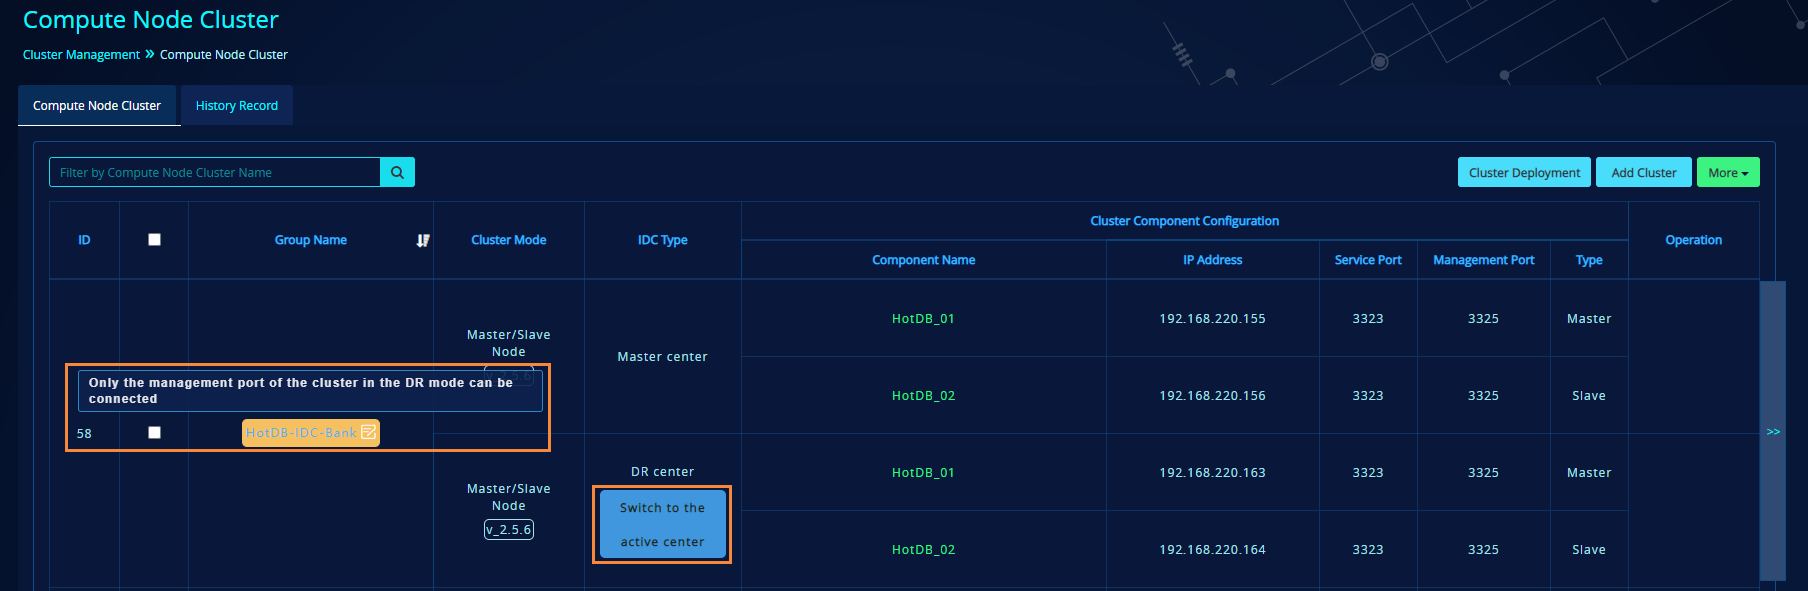 Compute Node Cluster
Cluster Management » Compute Node Cluster
Compute Node Cluster
History Record
Filter by Compute Node Cluster Name
Cluster Deployment
Add Cluster
More
ID
Group Name
Cluster Mode
IDC Type
Cluster Component Configuration
Operation
Component Name
IP Address
Service Port
Management Port
Type
58
Only the management port of the cluster in the DR mode can be
connected
HotDB-IDC-Bank
Master/Slave
Node
v_2.5.6
Master center
HotDB_01
192.168.220.155
3323
3325
Master
HotDB_02
192.168.220.156
3323
3325
Slave
Master/Slave
Node
v_2.5.6
DR center
Switch to the
active center
HotDB_01
192.168.220.163
3323
3325
Master
HotDB_02
192.168.220.164
3323
3325
Slave
>>